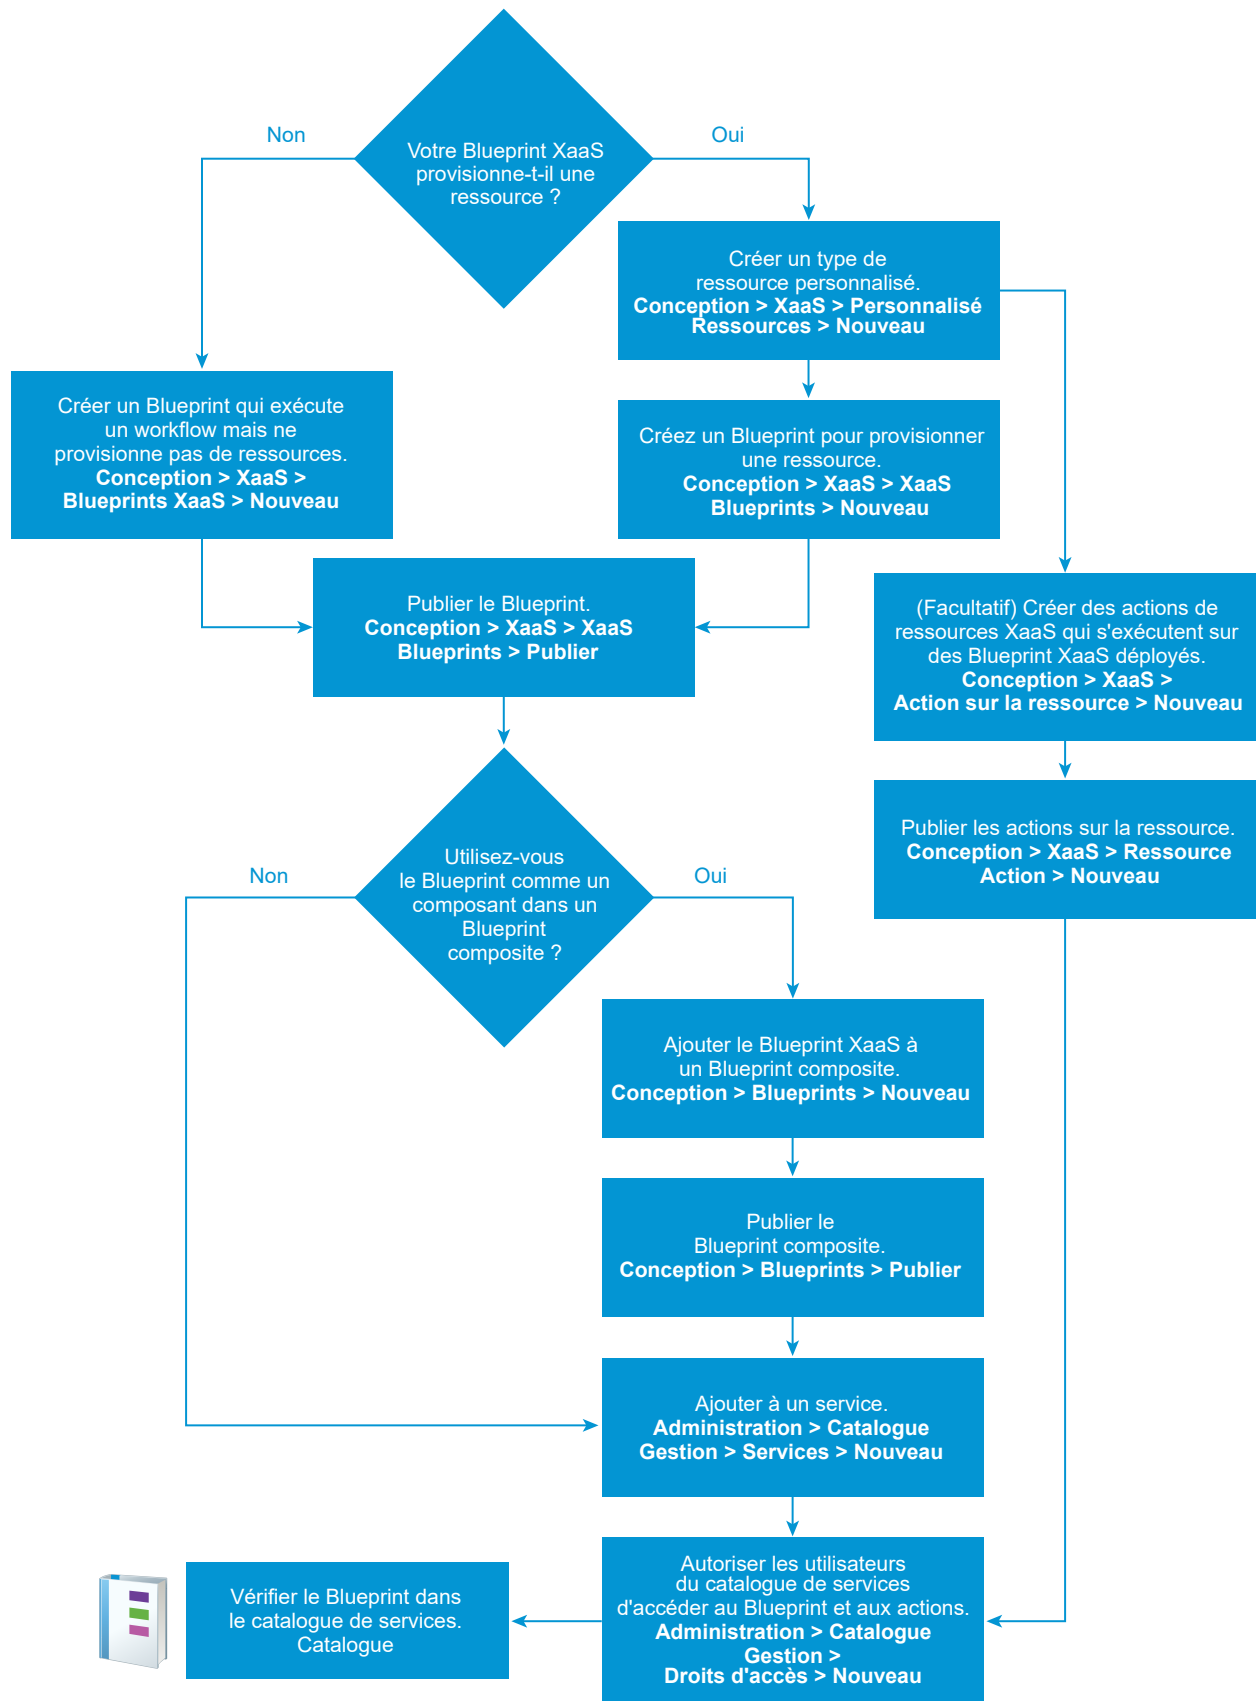 Non
Oui
Votre Blueprint XaaS
provisionne-t-il une
ressource ?
Créer un type de
ressource personnalisé.
Conception > XaaS > Personnalisé
Ressources > Nouveau
Créer un Blueprint qui exécute
un workflow mais ne
provisionne pas de ressources.
Conception > XaaS >
Blueprints XaaS > Nouveau
Créez un Blueprint pour provisionner
une ressource.
Conception > XaaS > XaaS
Blueprints > Nouveau
Publier le Blueprint.
Conception > XaaS > XaaS
Blueprints > Publier
(Facultatif) Créer des actions de
ressources XaaS qui s'exécutent sur
des Blueprint XaaS déployés.
Conception > XaaS >
Action sur la ressource > Nouveau
Publier les actions sur la ressource.
Conception > XaaS > Ressource
Action > Nouveau
Non
Oui
Utilisez-vous
le Blueprint comme un
composant dans un
Blueprint
composite ?
Ajouter le Blueprint XaaS à
un Blueprint composite.
Conception > Blueprints > Nouveau
Publier le
Blueprint composite.
Conception > Blueprints > Publier
Ajouter à un service.
Administration > Catalogue
Gestion > Services > Nouveau
Autoriser les utilisateurs
du catalogue de services
d'accéder au Blueprint et aux actions.
Administration > Catalogue
Gestion >
Droits d'accès > Nouveau
Vérifier le Blueprint dans
le catalogue de services.
Catalogue